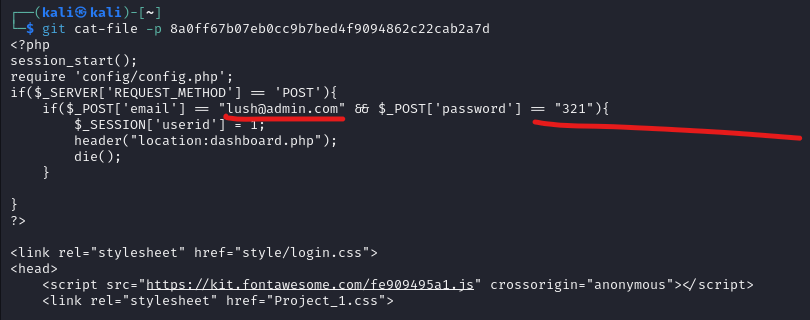 ┌──(kali㉿kali)-[~]
└─$ git cat-file -p 8a0ff67b07eb0cc9b7bed4f9094862c22cab2a7d
<?php
session_start();
require 'config/config.php';
if($_SERVER['REQUEST_METHOD'] == 'POST'){
    if($_POST['email'] == "lush@admin.com" && $_POST['password'] == "321"){
        $_SESSION['userid'] = 1;
        header("location:dashboard.php");
        die();
    }

}
?>

<link rel="stylesheet" href="style/login.css">
<head>
    <script src="https://kit.fontawesome.com/fe909495a1.js" crossorigin="anonymous"></script>
    <link rel="stylesheet" href="Project_1.css">